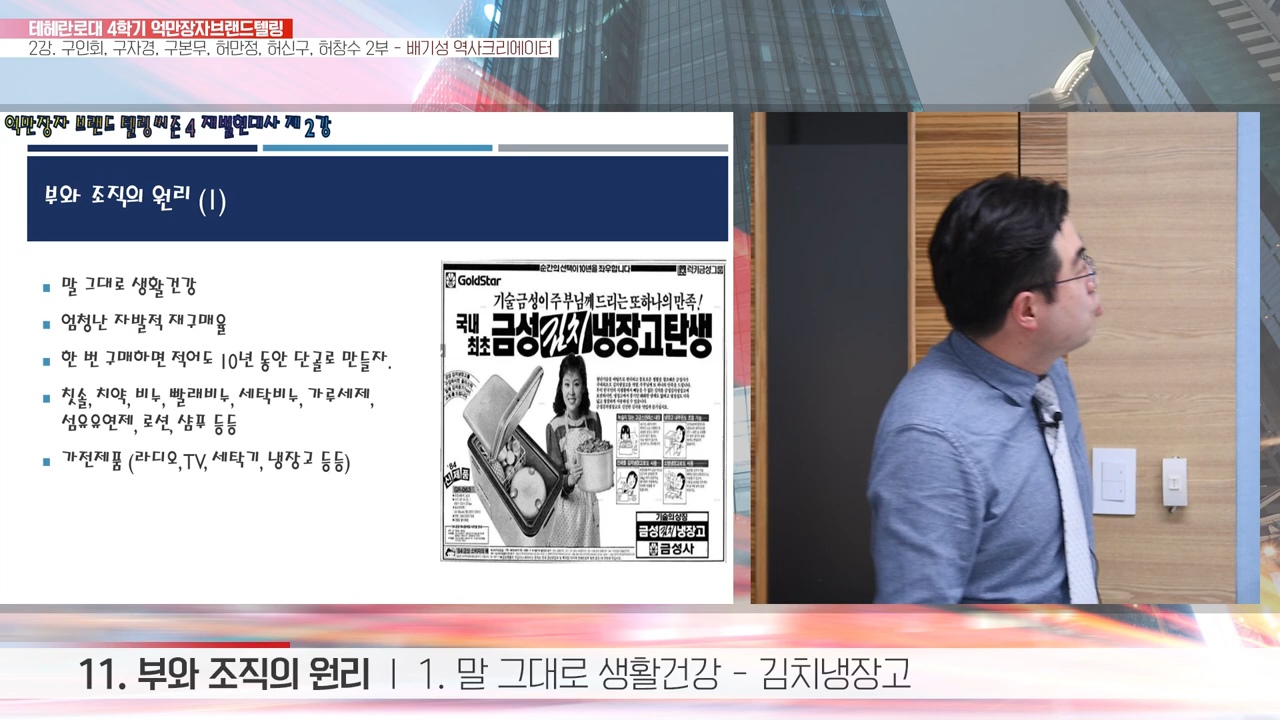 테헤란로대 4학기 억만장자브랜드텔링
2강. 구인회, 구자경, 구본무, 허만정, 허신구, 허창수 2부 - 배기성 역사크리에이터
억만장자 브랜드 텔링씨즌4 재벌현대사 제 2강
부와 조직의 원리 (1)
말 그대로 생활건강
엄청난 자발적 재구매율
한 번 구매하면 적어도 10년 동안 단골로 만들자.
칫솔, 치약, 비누, 빨래비누, 세탁비누, 가루세제,
섬유유연제, 로션, 샴푸 등등
가전제품 (라디오,TV, 세탁기, 냉장고 등등)
순간의 선택이 10년을 좌우합니다
럭키금성그룹
GoldStar
기술금성이 주부님께 드리는 또하나의 만족!
국내
최초
금성김치냉장고탄생
'84
신제품
기술의 상징
금성김치냉장고
금성사
11. 부와 조직의 원리 | 1. 말 그대로 생활건강 - 김치냉장고